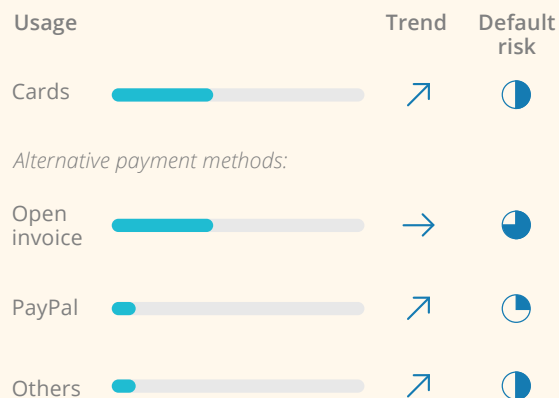 Usage
Trend
Default
risk
Cards
Alternative payment methods:
Open
invoice
PayPal
Others